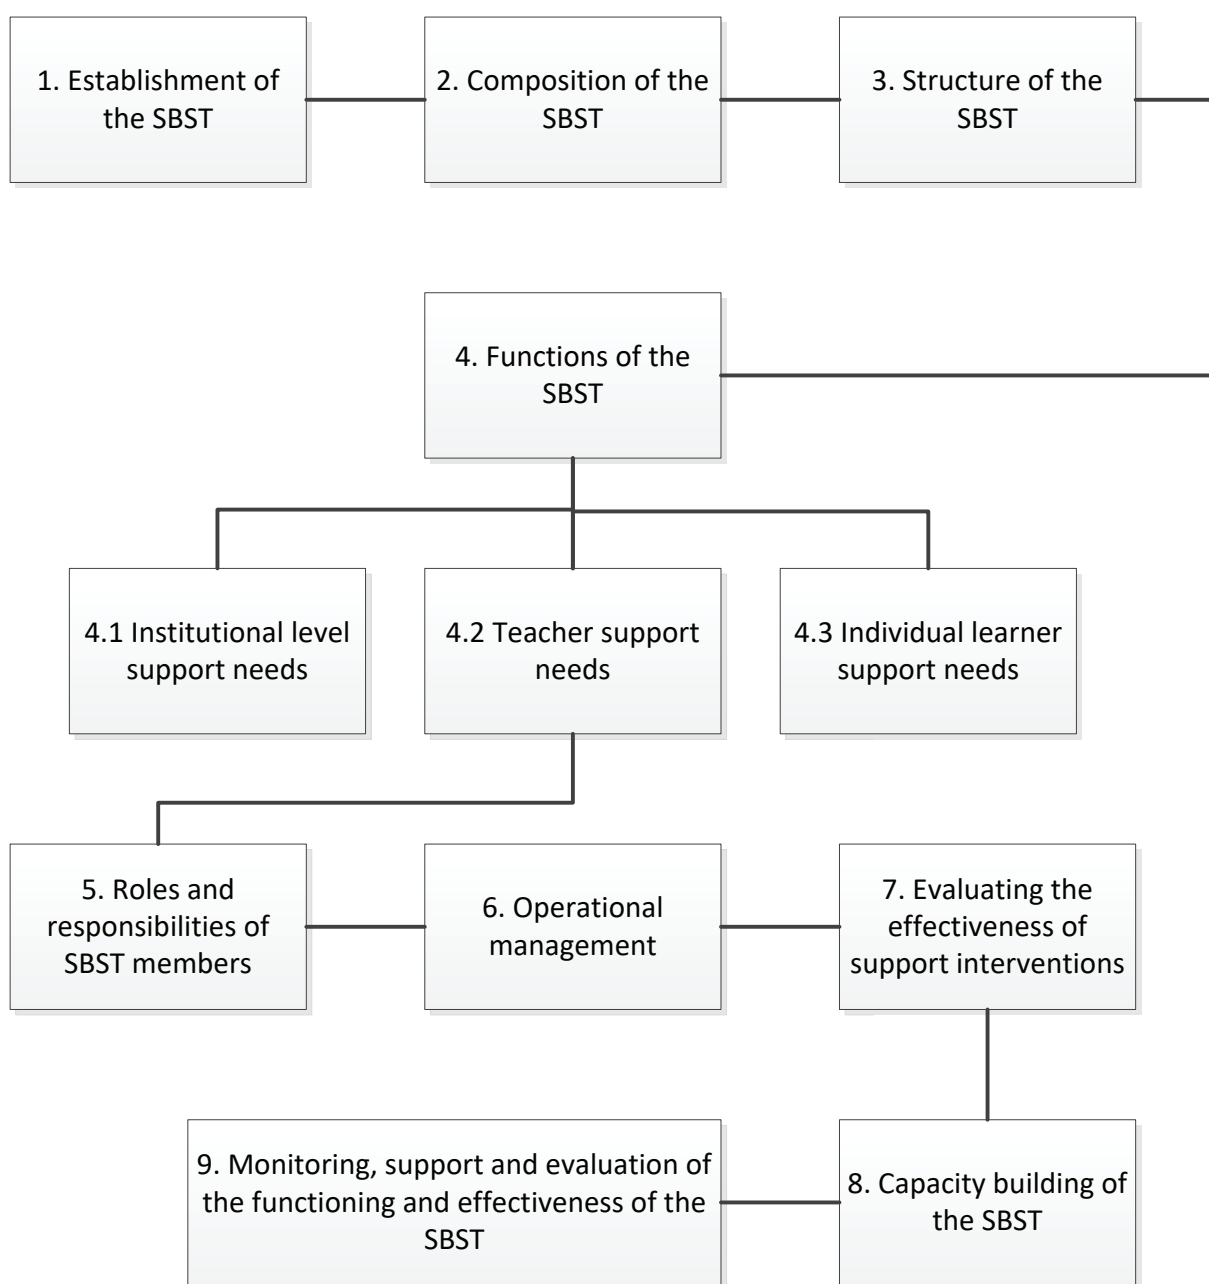 1. Establishment of
the SBST
2. Composition of the
SBST
3. Structure of the
SBST
4. Functions of the
SBST
4.1 Institutional level
support needs
4.2 Teacher support
needs
4.3 Individual learner
support needs
5. Roles and
responsibilities of
SBST members
6. Operational
management
7. Evaluating the
effectiveness of
support interventions
9. Monitoring, support and evaluation of
the functioning and effectiveness of the
SBST
8. Capacity building of
the SBST